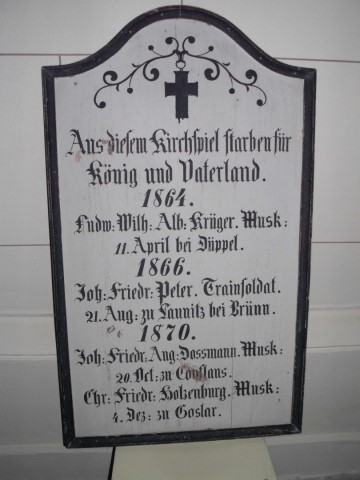 Aus diesem Kirchspiel starben für
König und Vaterland.
1864.
Ludw: Wilh: Alb: Krüger. Musk:
11. April bei Düppel.
1866.
Joh: Friedr: Peter. Trainsoldat.
21. Aug: zu Lautitz bei Brünn.
1870.
Joh: Friedr: Aug: Dossmann. Musk:
20. Oct: zu Conflans.
Chr: Friedr: Holzenburg. Musk:
4. Dez: zu Goslar.